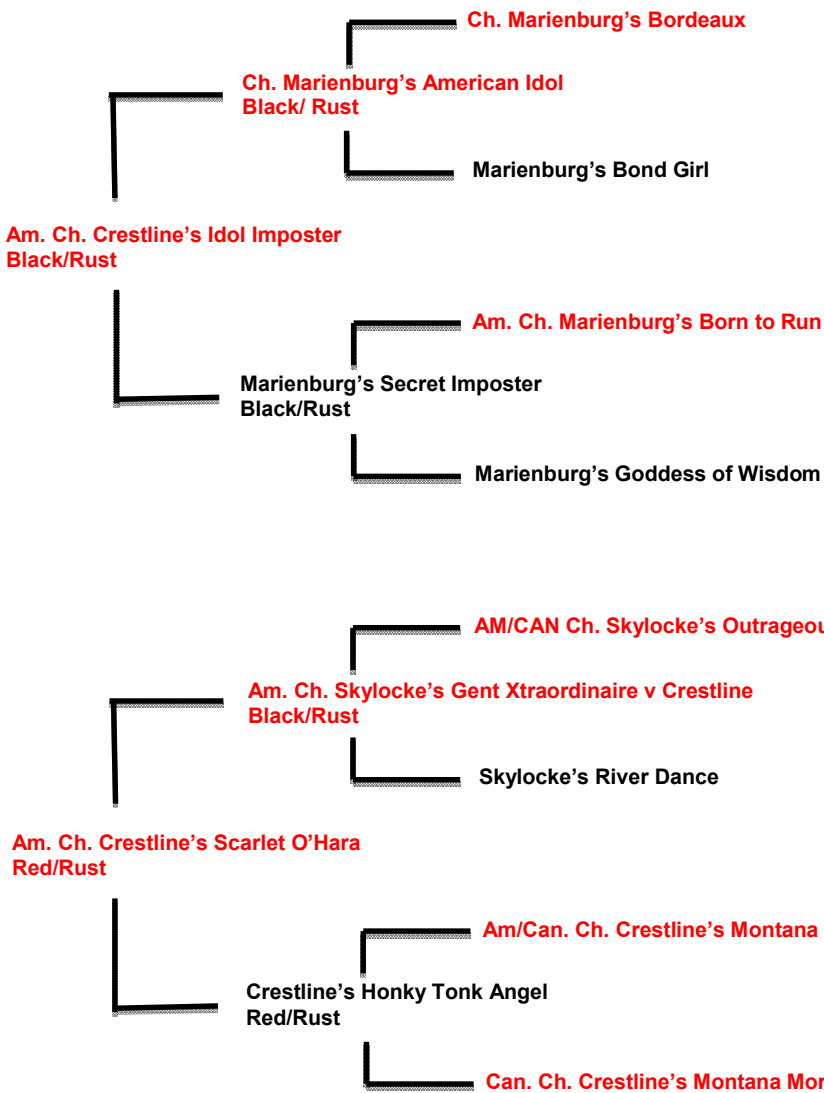 Ch. Marienburg's Bordeaux
Ch. Marienburg's American Idol
Black/ Rust
Marienburg's Bond Girl
Am. Ch. Crestline's Idol Imposter
Black/Rust
Am. Ch. Marienburg's Born to Run
Marienburg's Secret Imposter
Black/Rust
Marienburg's Goddess of Wisdom
AM/CAN Ch. Skylocke's
Am. Ch. Skylocke's Gent Xtraordinaire v Crestline
Black/Rust
Skylocke's River Dance
Am. Ch. Crestline's Scarlet O'Hara
Red/Rust
Am/Can. Ch. Crestline's Montana
Crestline's Honky Tonk Angel
Red/Rust
Can. Ch. Crestline's Montana